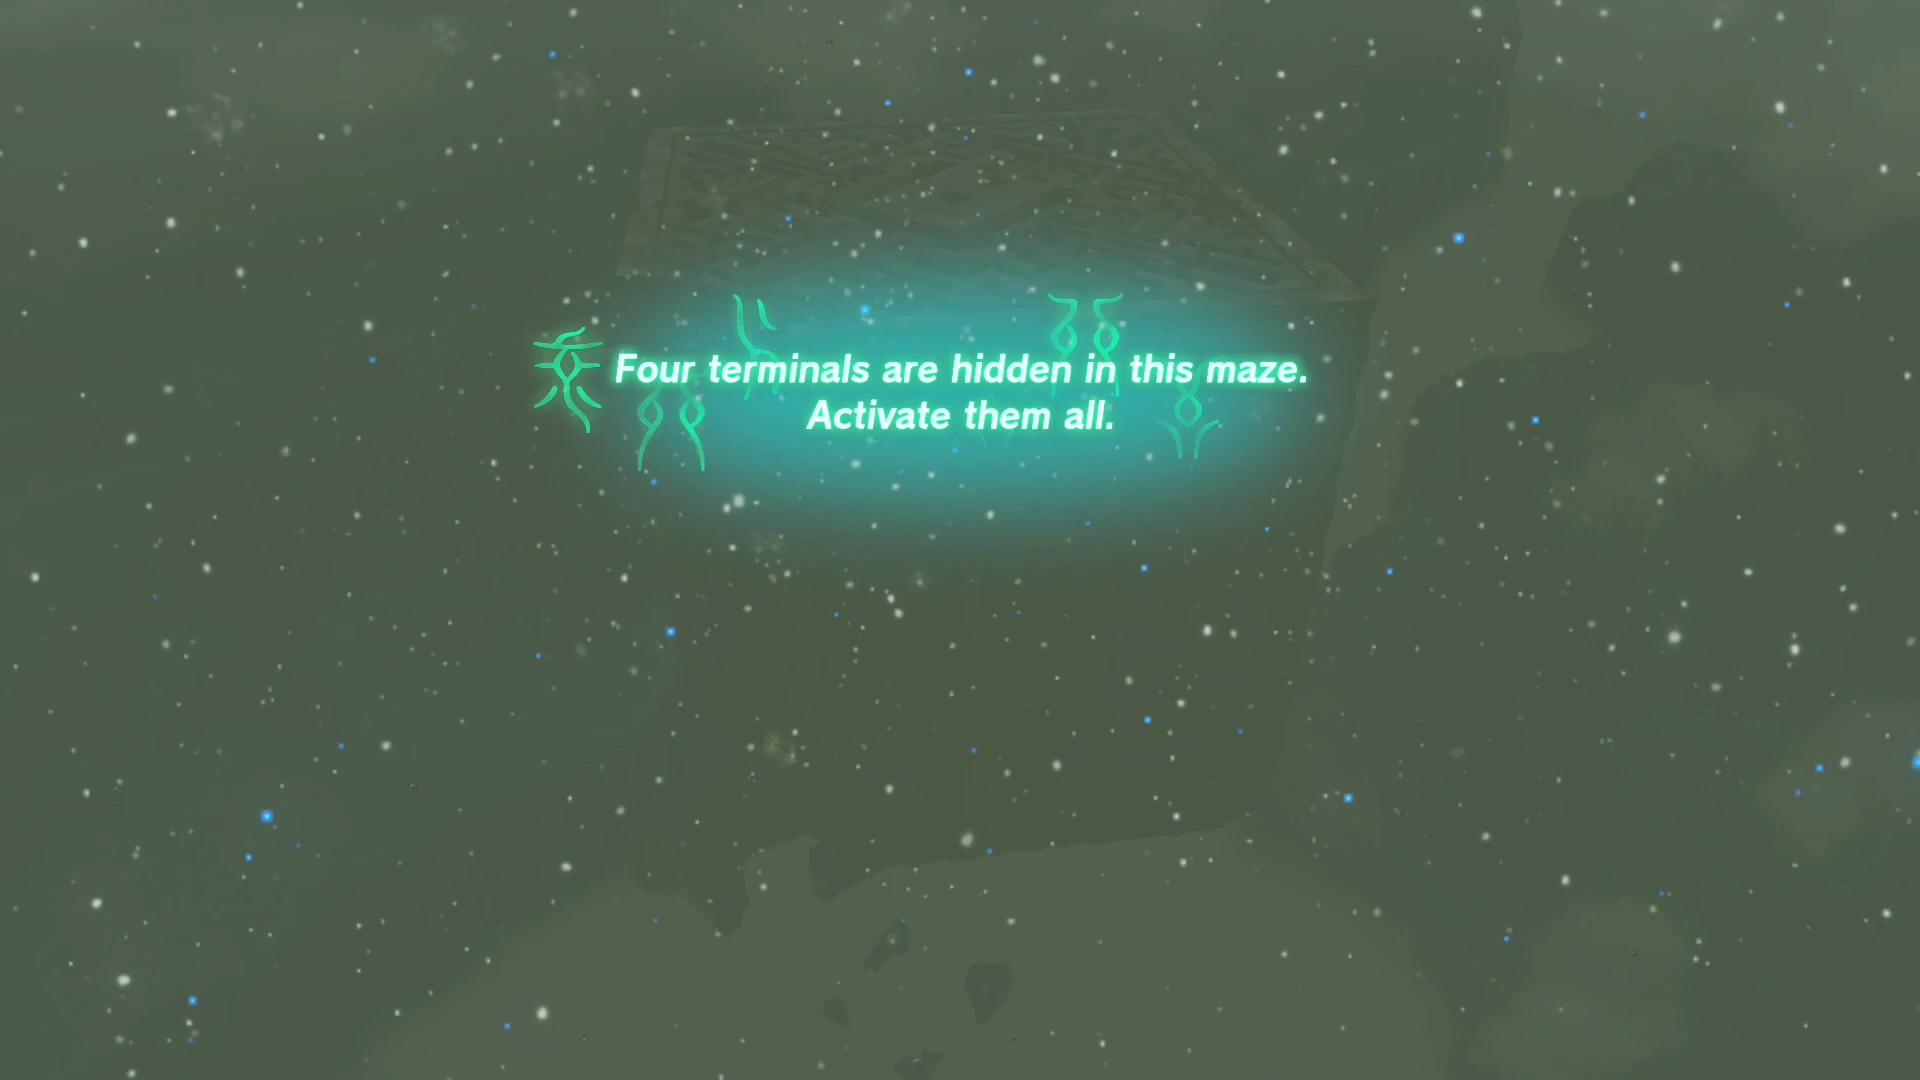 Four terminals are hidden in this maze.
Activate them all.